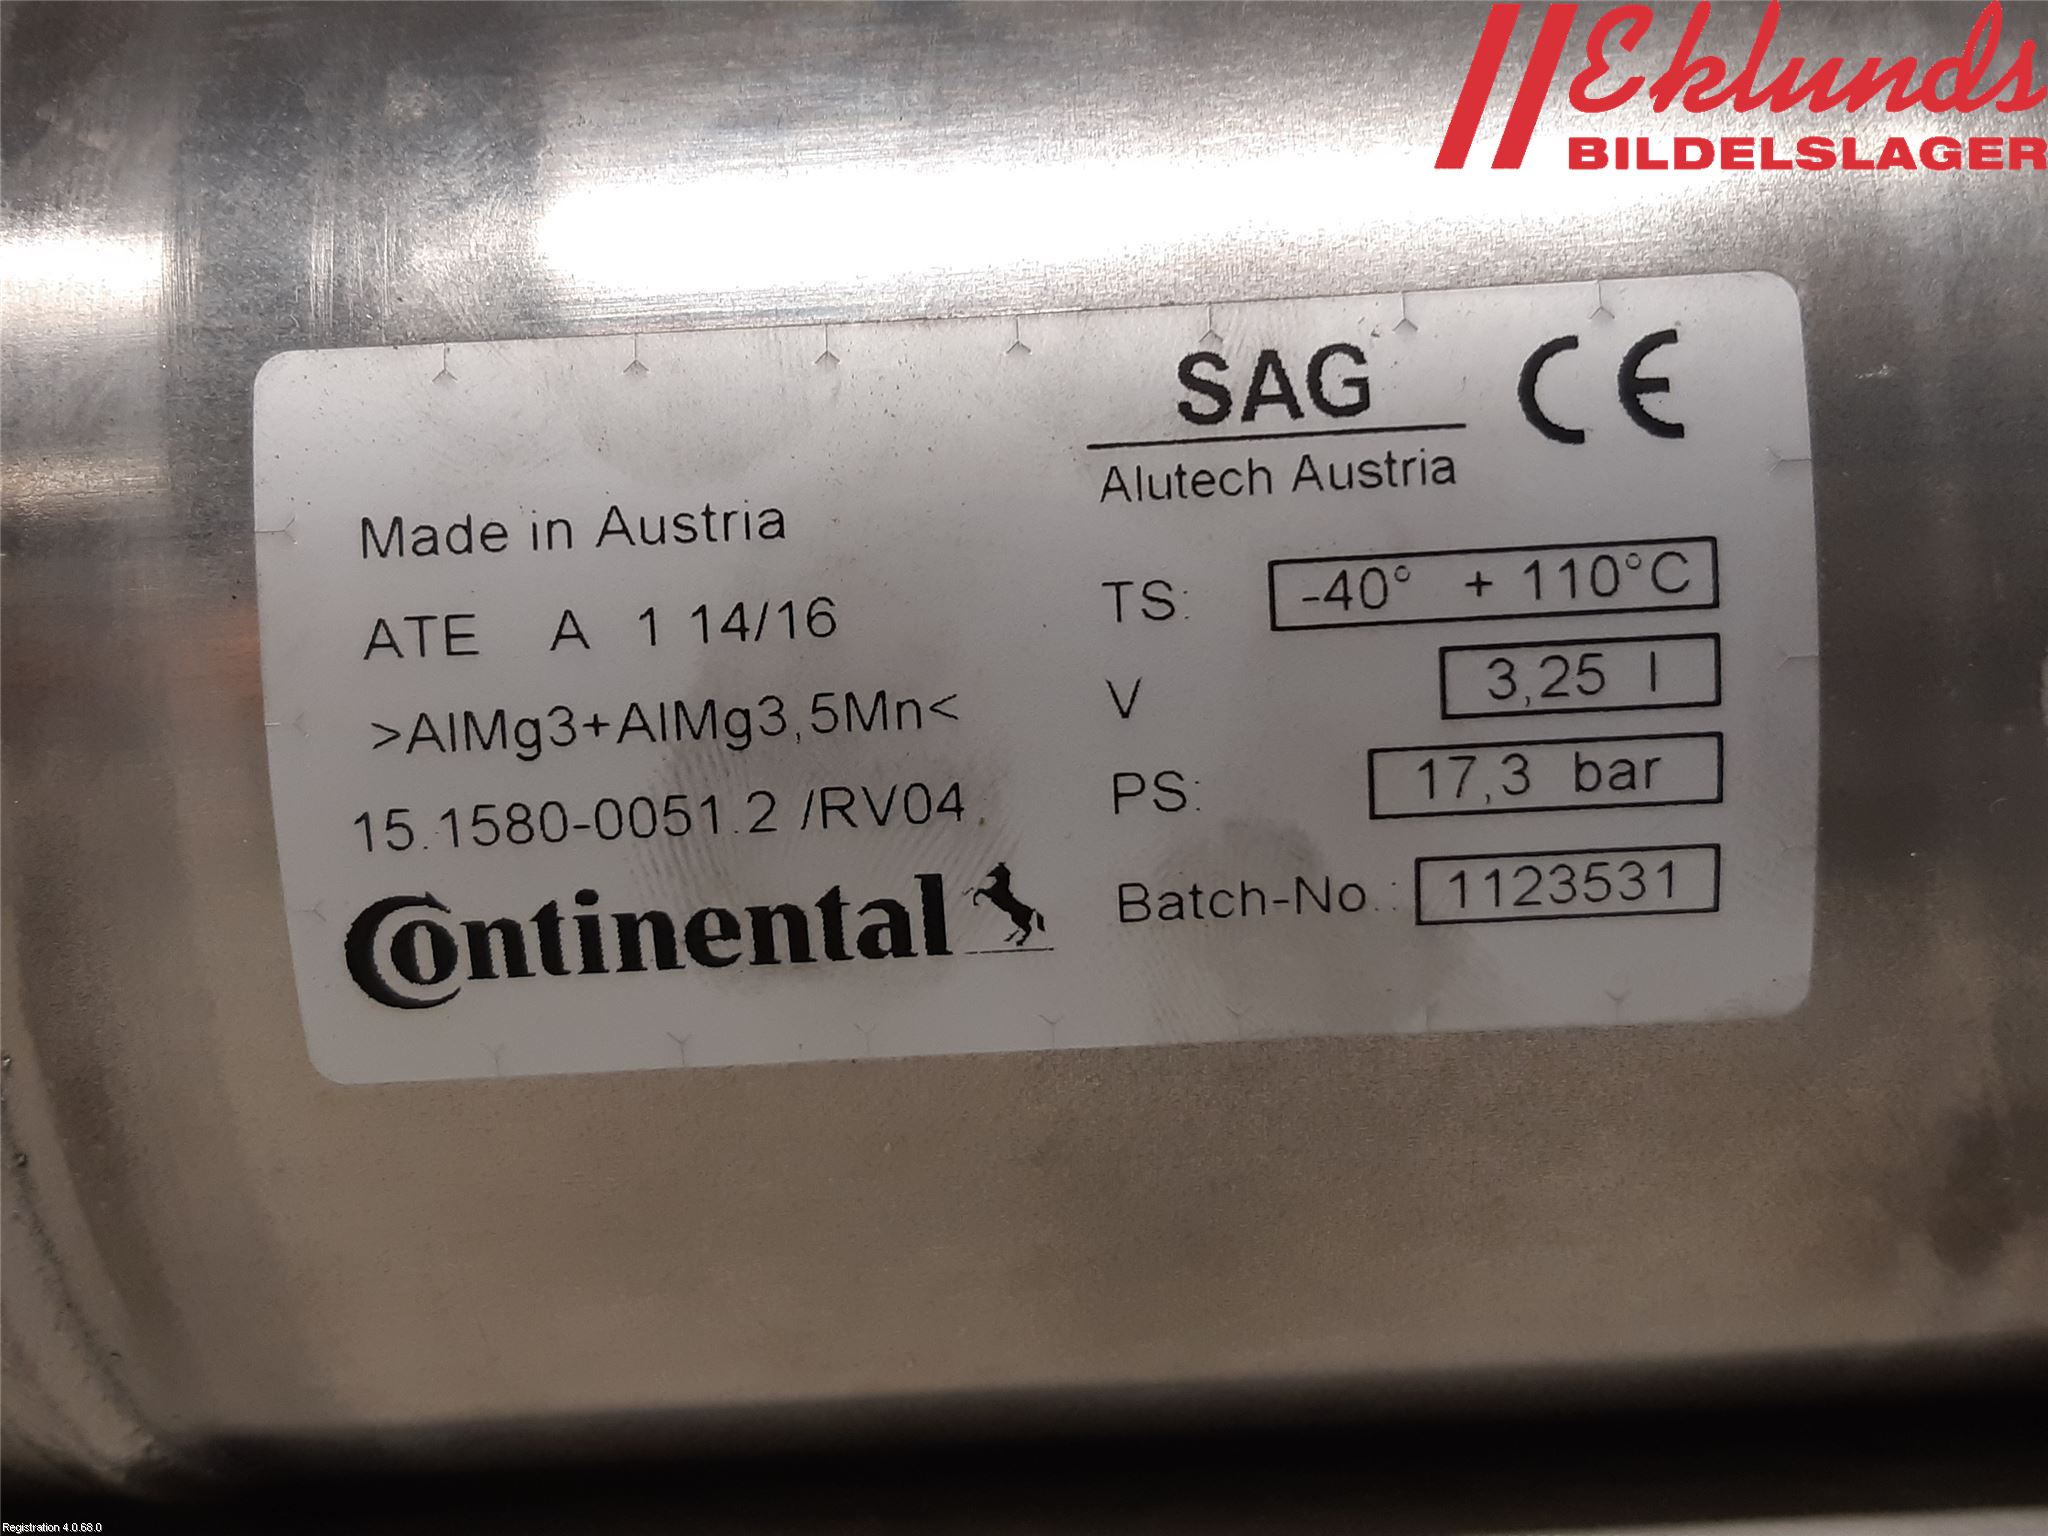 Eklunds
BILDELSLAGER
SAG CE
Alutech Austria
Made in Austria
ATE A 1 14/16
>AlMg3+AlMg3,5Mn<
15.1580-0051.2 /RV04
Continental
TS: -40° + 110°C
V 3,25 l
PS: 17,3 bar
Batch-No.: 1123531
Registration 4.0.68.0